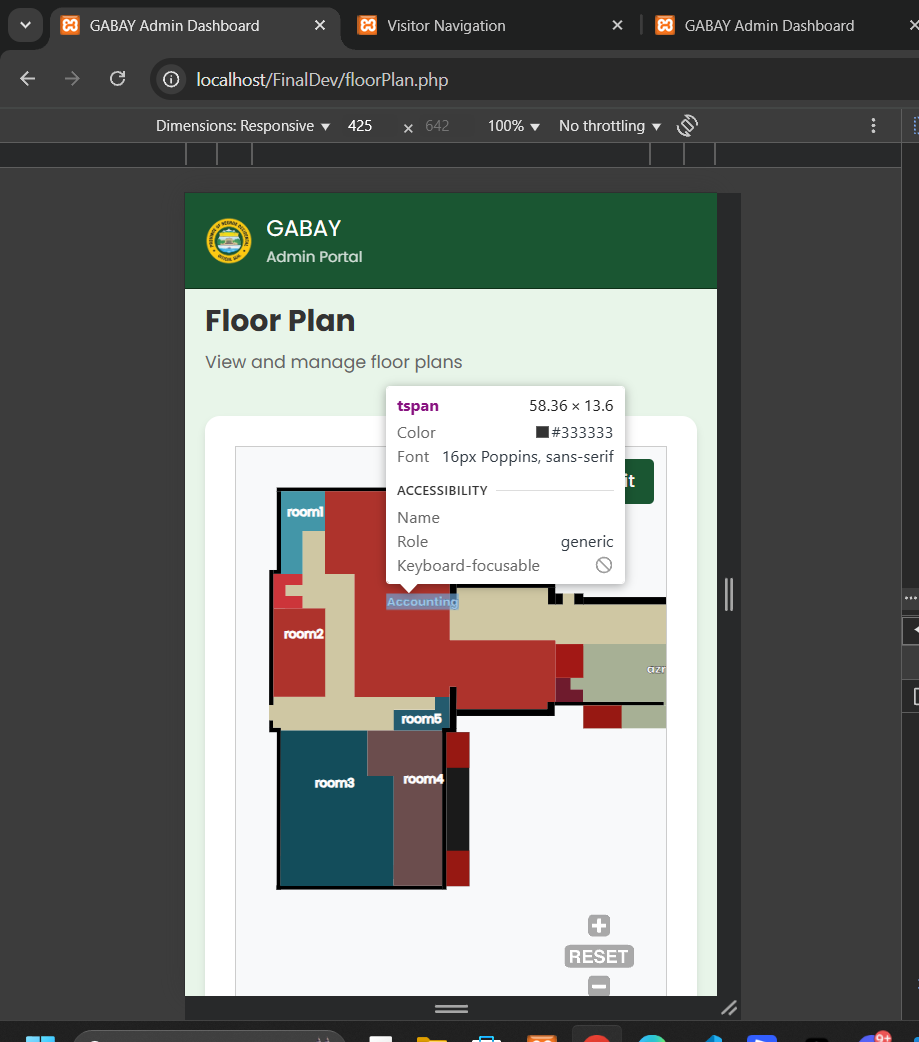 GABAY Admin Dashboard
Visitor Navigation
GABAY Admin Dashboard
localhost/FinalDev/floorPlan.php
Dimensions: Responsive
425
×
642
100%
No throttling
GABAY
Admin Portal
Floor Plan
View and manage floor plans
tspan
58.36 × 13.6
Color
#333333
Font
16px Poppins, sans-serif
it
ACCESSIBILITY
Name
Role
generic
Keyboard-focusable
room1
Accounting
room2
room5
room3
room4
RESET
9+